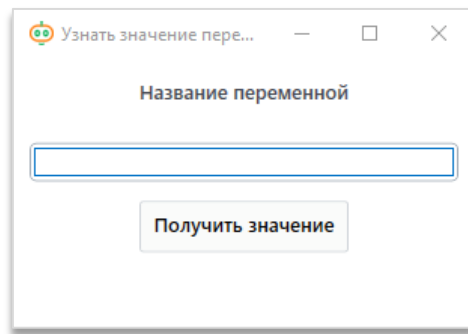 Узнать значение пере...
Название переменной
Получить значение